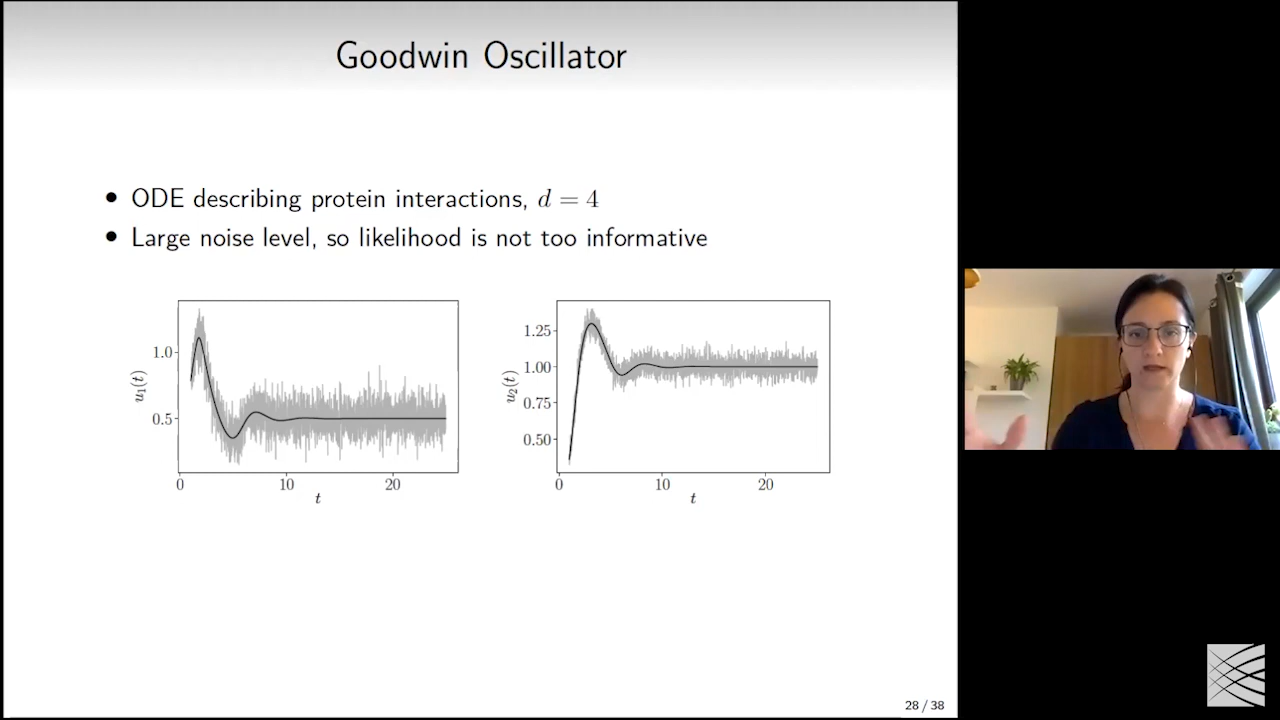 Goodwin Oscillator
• ODE describing protein interactions, d = 4
• Large noise level, so likelihood is not too informative
1.0
0.5
u₁(t)
0 10 20
t
1.25
1.00
0.75
0.50
u₂(t)
0 10 20
t
28 / 38